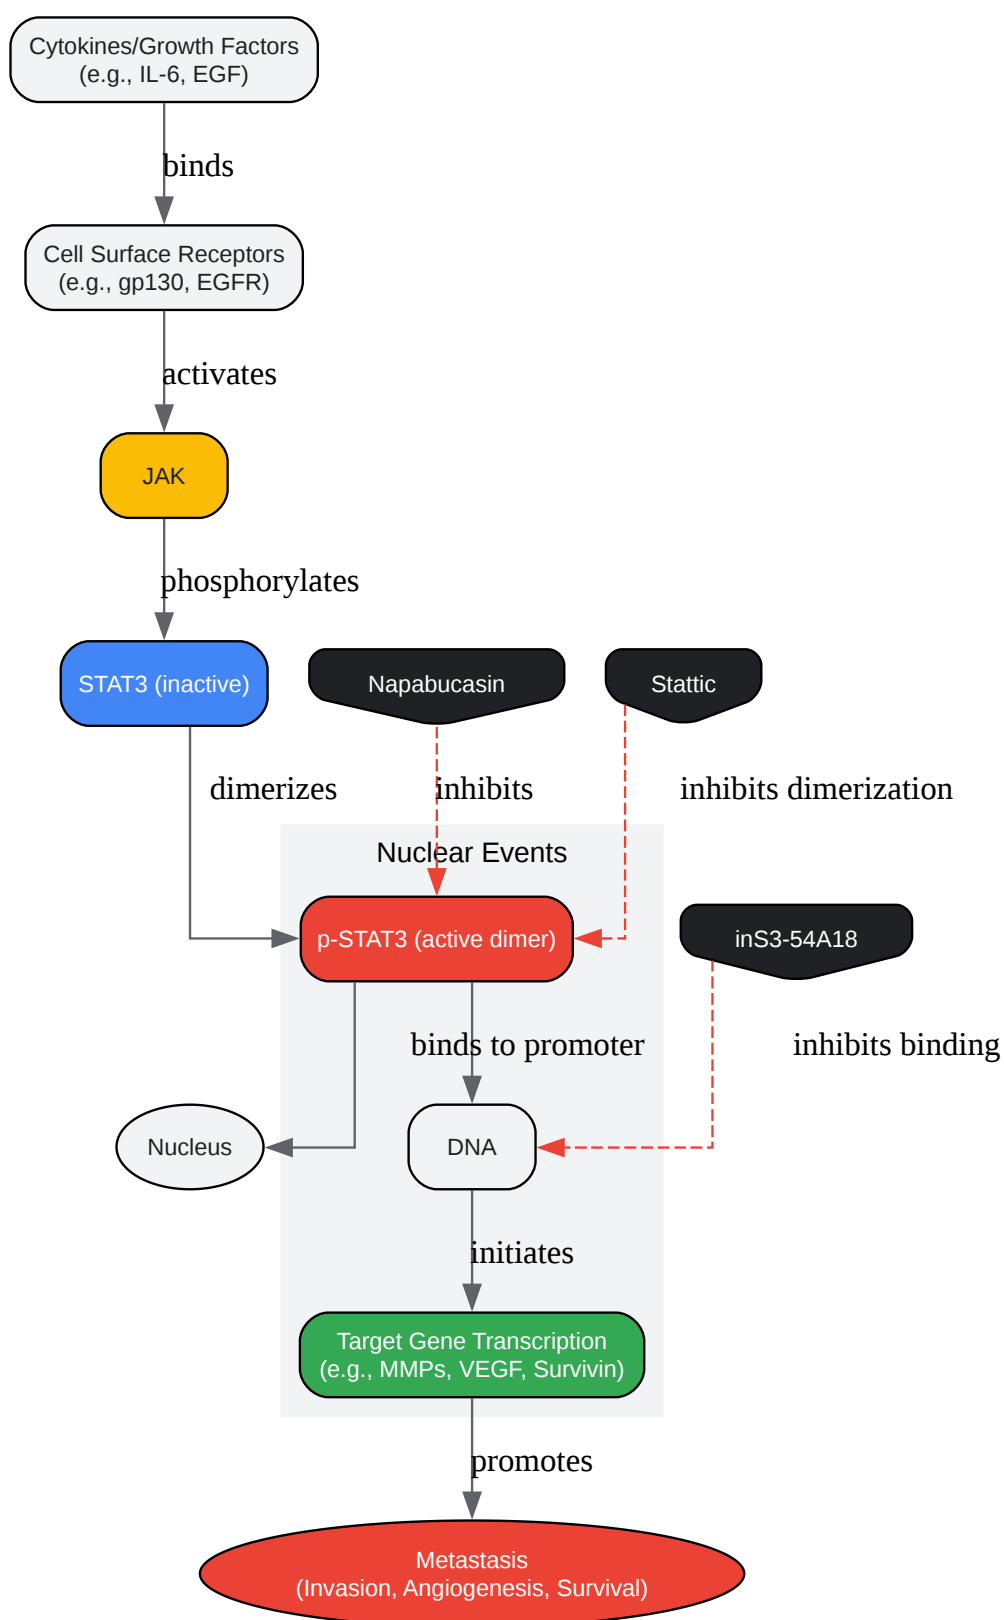 Cytokines/Growth Factors
(e.g., IL-6, EGF)
binds
Cell Surface Receptors
(e.g., gp130, EGFR)
activates
JAK
phosphorylates
STAT3 (inactive)
Napabucasin
Stattic
dimerizes
inhibits
inhibits dimerization
Nuclear Events
p-STAT3 (active dimer)
inS3-54A18
binds to promoter
inhibits binding
Nucleus
DNA
initiates
Target Gene Transcription
(e.g., MMPs, VEGF, Survivin)
promotes
Metastasis
(Invasion, Angiogenesis, Survival)